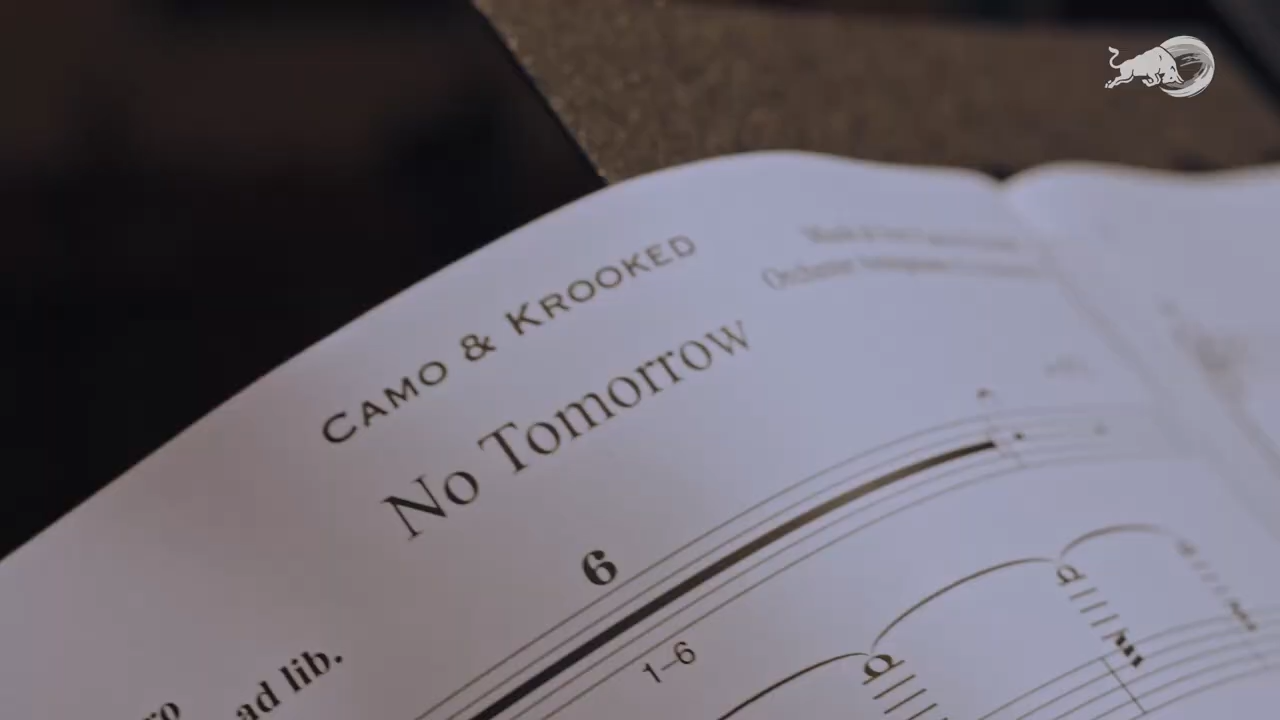 CAMO & KROOKED
No Tomorrow
6
1–6
ad lib.